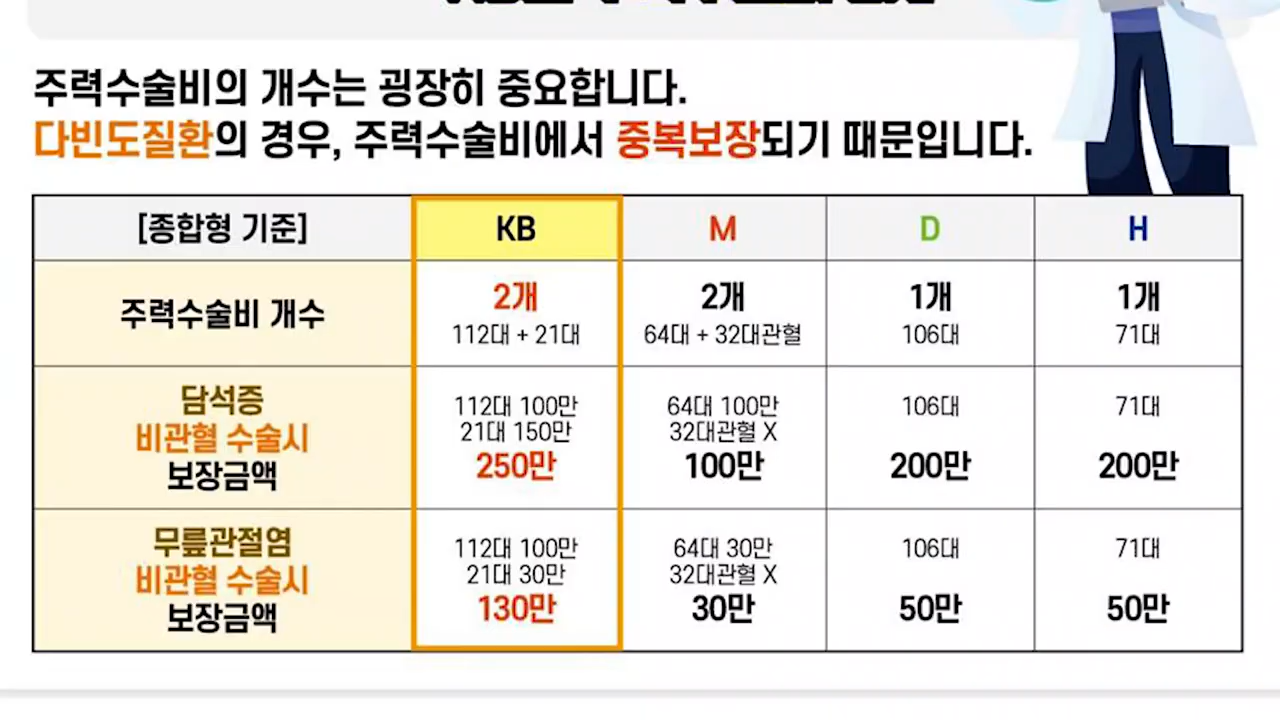 주력수술비의 개수는 굉장히 중요합니다.
다빈도질환의 경우, 주력수술비에서 중복보장되기 때문입니다.
[종합형 기준]
KB
M
D
H
주력수술비 개수
2개
112대 + 21대
2개
64대 + 32대관혈
1개
106대
1개
71대
담석증
비관혈 수술시
보장금액
112대 100만
21대 150만
250만
64대 100만
32대관혈 X
100만
106대
200만
71대
200만
무릎관절염
비관혈 수술시
보장금액
112대 100만
21대 30만
130만
64대 30만
32대관혈 X
30만
106대
50만
71대
50만